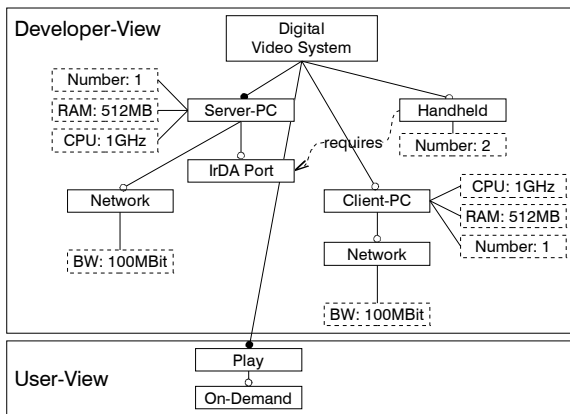 Developer-View
Digital
Video System
Number: 1
RAM: 512MB
CPU: 1GHz
Server-PC
Handheld
requires
Number: 2
IrDA Port
Network
Client-PC
CPU: 1GHz
RAM: 512MB
Number: 1
BW: 100MBit
Network
BW: 100MBit
User-View
Play
On-Demand